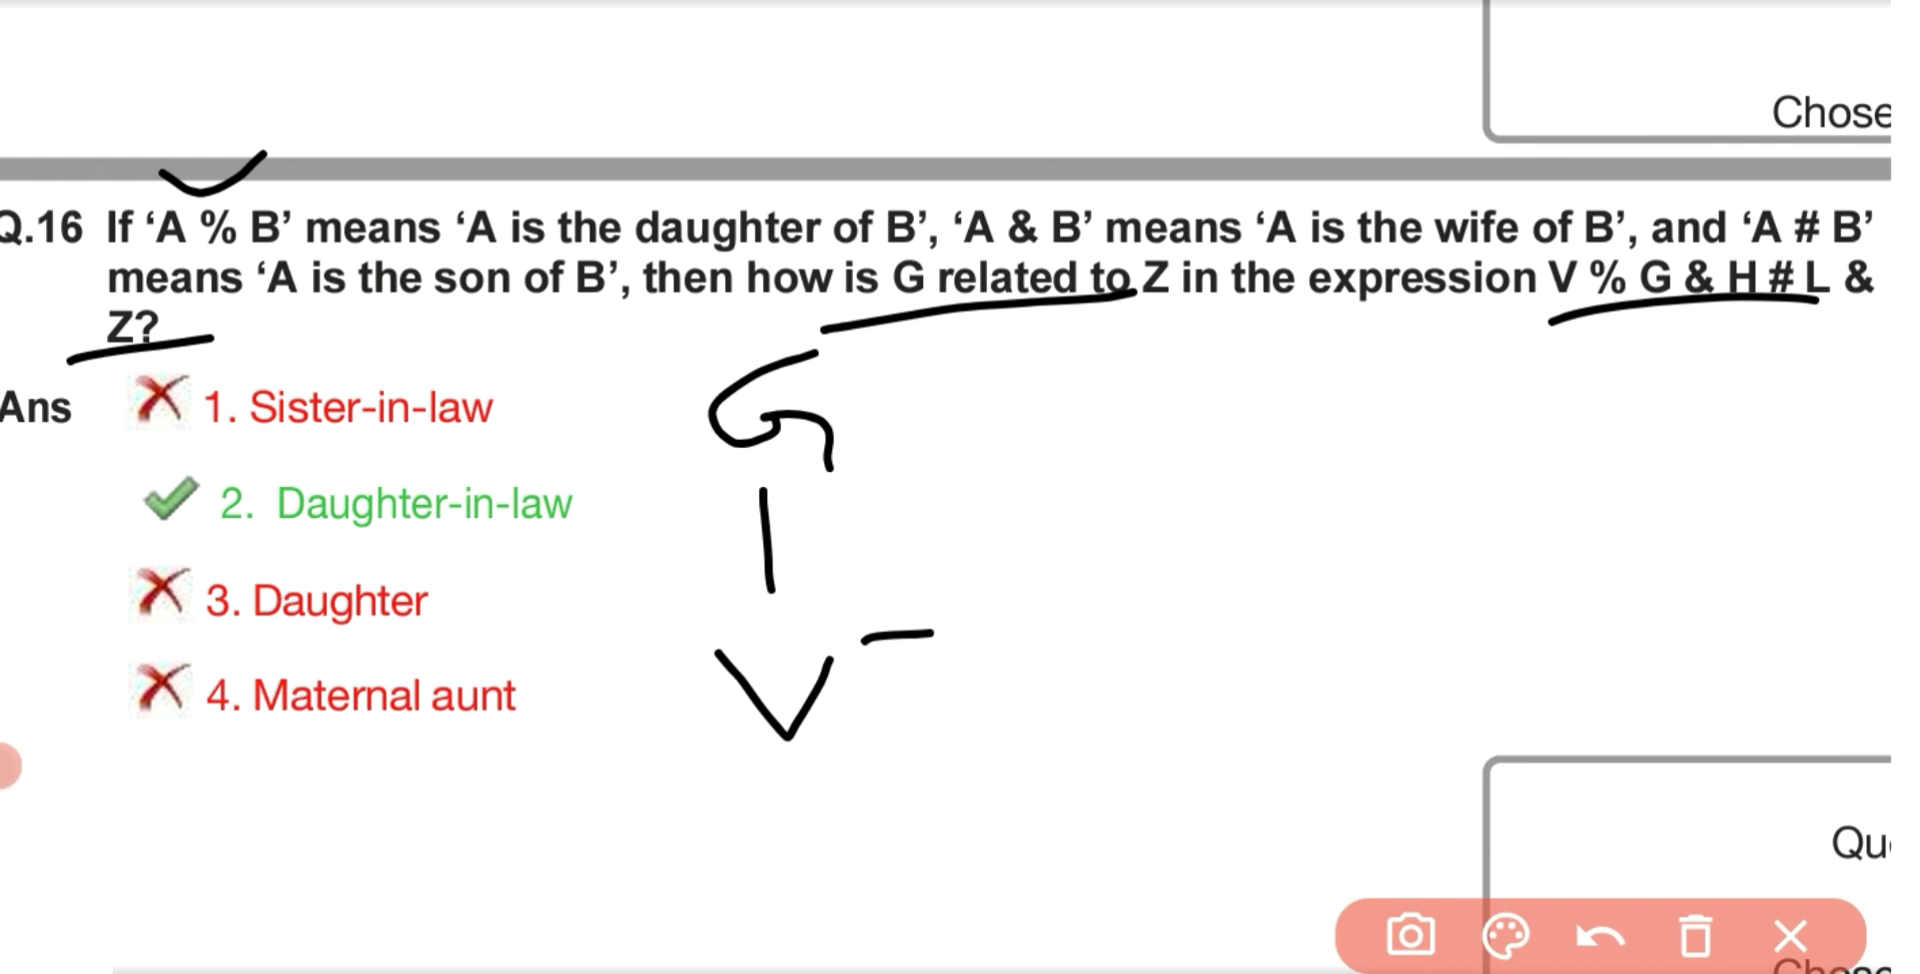 Chose
Q.16 If ‘A % B’ means ‘A is the daughter of B’, ‘A & B’ means ‘A is the wife of B’, and ‘A # B’
means ‘A is the son of B’, then how is G related to Z in the expression V % G & H # L &
Z?
Ans 1. Sister-in-law
2. Daughter-in-law
3. Daughter
4. Maternal aunt
G
V -